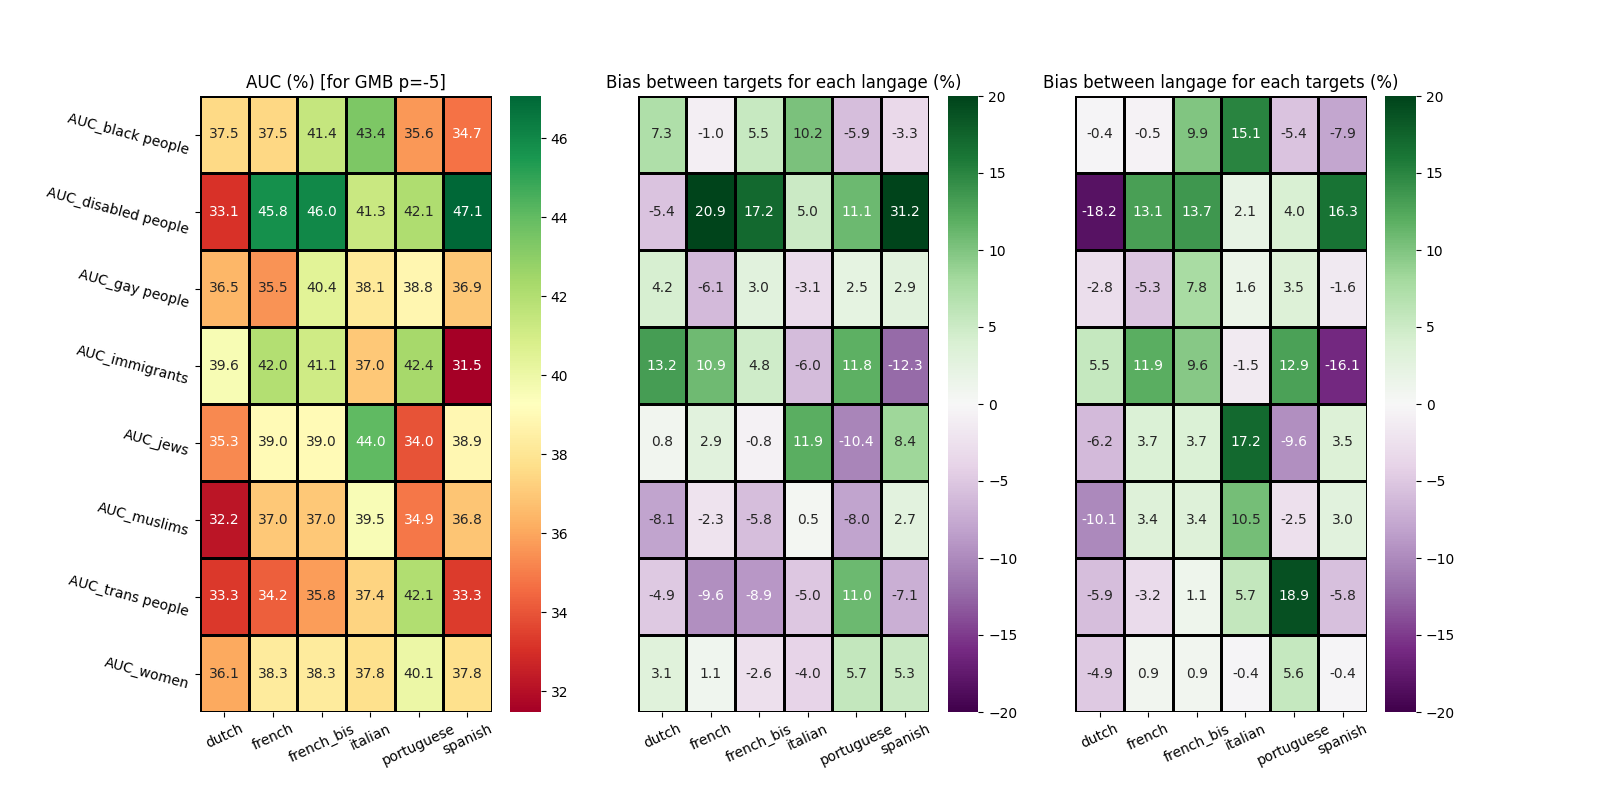 AUC (%) [for GMB p=-5]
Bias between targets for each langage (%)
Bias between langage for each targets (%)
AUC_black people 37.5 37.5 41.4 43.4 35.6 34.7
AUC_disabled people 33.1 45.8 46.0 41.3 42.1 47.1
AUC_gay people 36.5 35.5 40.4 38.1 38.8 36.9
AUC_immigrants 39.6 42.0 41.1 37.0 42.4 31.5
AUC_jews 35.3 39.0 39.0 44.0 34.0 38.9
AUC_muslims 32.2 37.0 37.0 39.5 34.9 36.8
AUC_trans people 33.3 34.2 35.8 37.4 42.1 33.3
AUC_women 36.1 38.3 38.3 37.8 40.1 37.8
dutch french french_bis italian portuguese spanish
46
44
42
40
38
36
34
32
7.3 -1.0 5.5 10.2 -5.9 -3.3
-5.4 20.9 17.2 5.0 11.1 31.2
4.2 -6.1 3.0 -3.1 2.5 2.9
13.2 10.9 4.8 -6.0 11.8 -12.3
0.8 2.9 -0.8 11.9 -10.4 8.4
-8.1 -2.3 -5.8 0.5 -8.0 2.7
-4.9 -9.6 -8.9 -5.0 11.0 -7.1
3.1 1.1 -2.6 -4.0 5.7 5.3
dutch french french_bis italian portuguese spanish
20
15
10
5
0
−5
−10
−15
−20
-0.4 -0.5 9.9 15.1 -5.4 -7.9
-18.2 13.1 13.7 2.1 4.0 16.3
-2.8 -5.3 7.8 1.6 3.5 -1.6
5.5 11.9 9.6 -1.5 12.9 -16.1
-6.2 3.7 3.7 17.2 -9.6 3.5
-10.1 3.4 3.4 10.5 -2.5 3.0
-5.9 -3.2 1.1 5.7 18.9 -5.8
-4.9 0.9 0.9 -0.4 5.6 -0.4
dutch french french_bis italian portuguese spanish
20
15
10
5
0
−5
−10
−15
−20